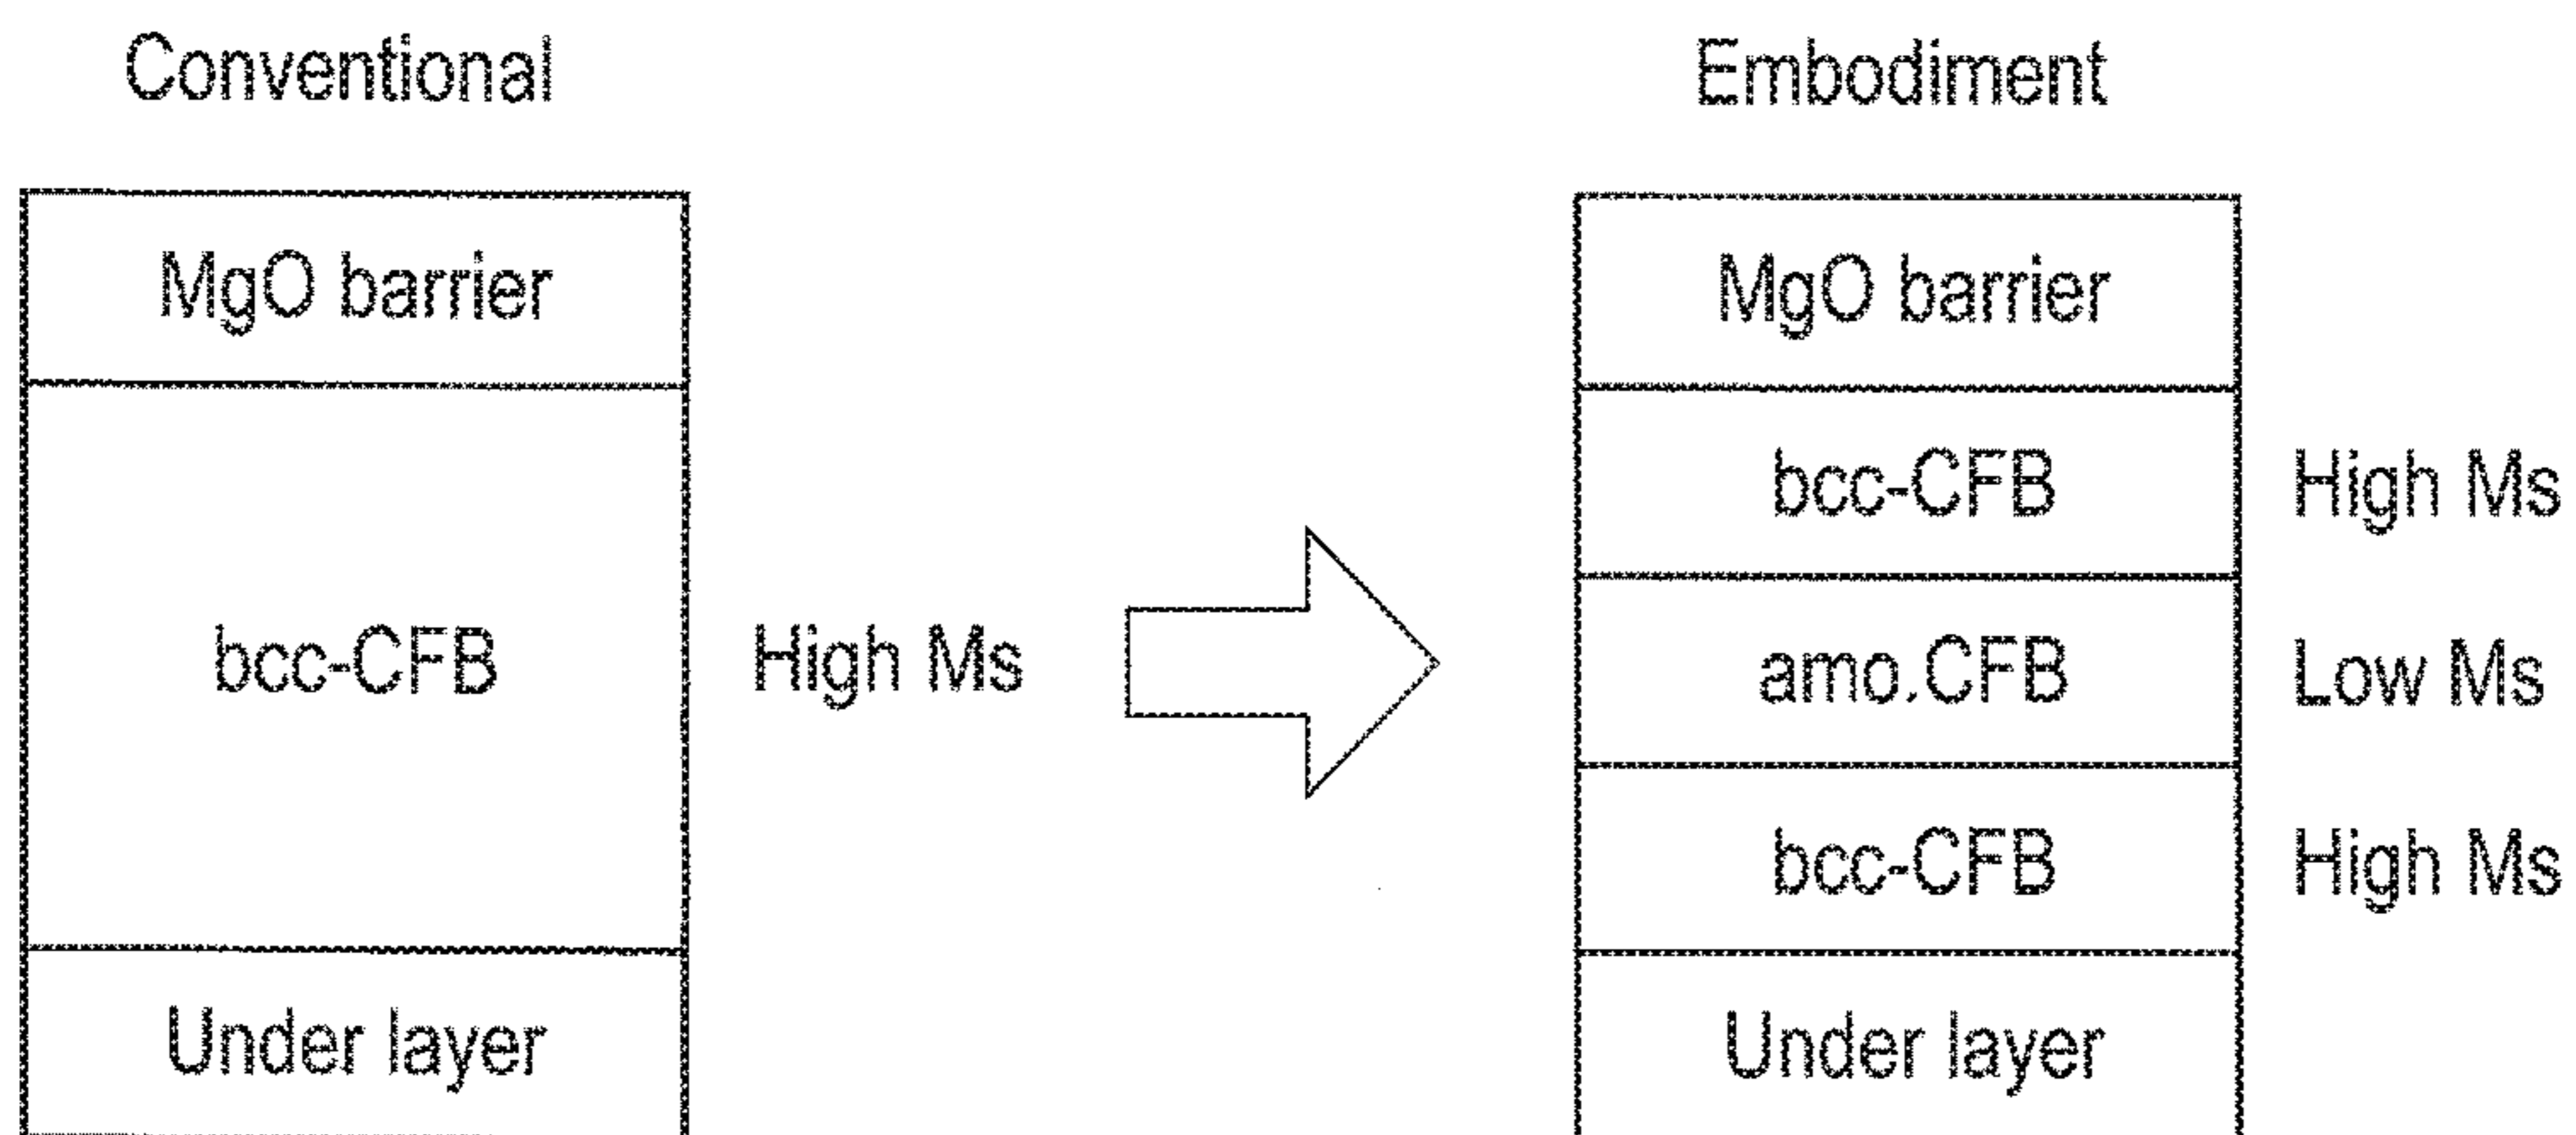 Conventional
MgO barrier
bcc-CFB
High Ms
Under layer
Embodiment
MgO barrier
bcc-CFB
High Ms
amo.CFB
Low Ms
bcc-CFB
High Ms
Under layer